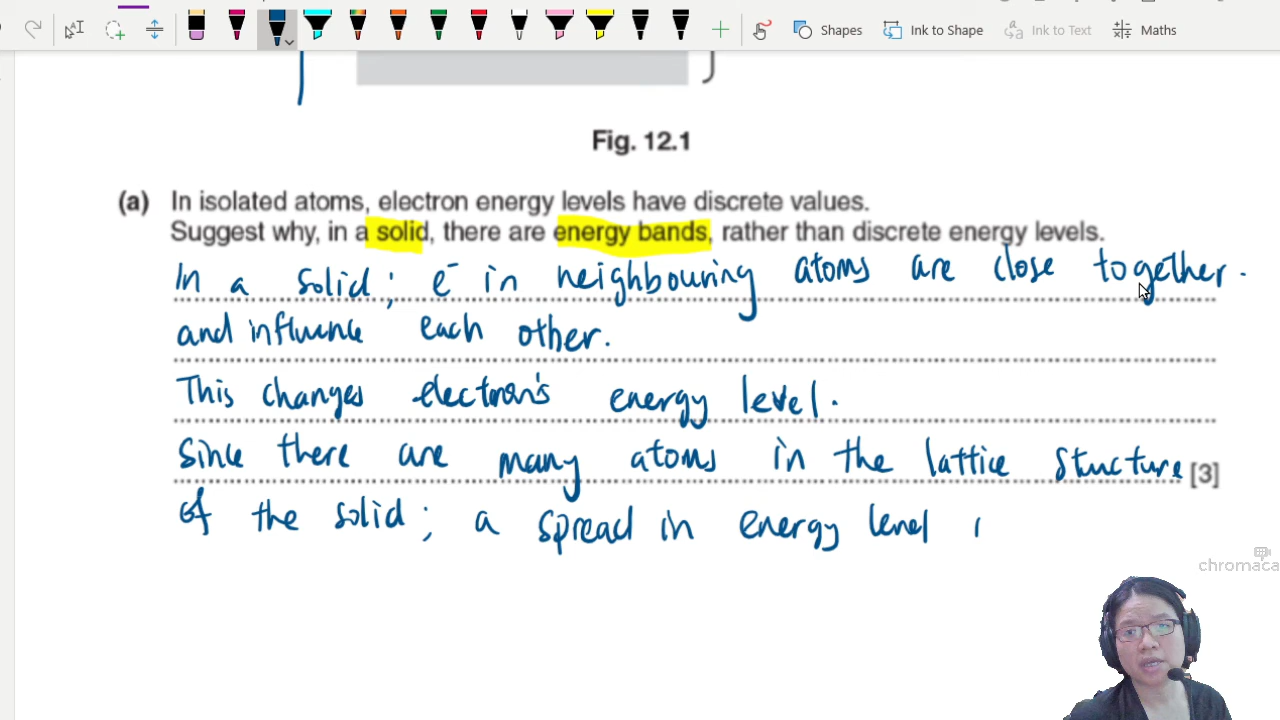 Shapes
Ink to Shape
Ink to Text
Maths
Fig. 12.1
(a) In isolated atoms, electron energy levels have discrete values.
Suggest why, in a solid, there are energy bands, rather than discrete energy levels.
In a solid; e⁻ in neighbouring atoms are close together.
and influence each other.
This changes electron's energy level.
Since there are many atoms in the lattice structure [3]
of the solid; a spread in energy level
chromaca